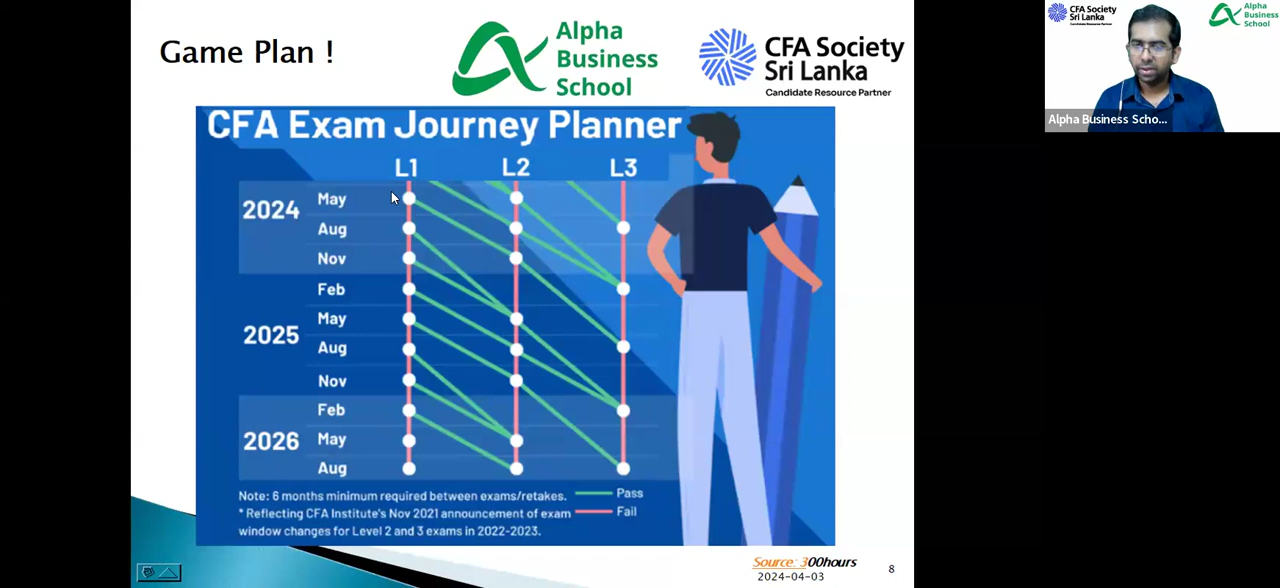 Game Plan !
Alpha
Business
School
CFA Society
Sri Lanka
Candidate Resource Partner
CFA Exam Journey Planner
L1 L2 L3
2024
May
Aug
Nov
2025
Feb
May
Aug
Nov
2026
Feb
May
Aug
Note: 6 months minimum required between exams/retakes.
* Reflecting CFA Institute's Nov 2021 announcement of exam
window changes for Level 2 and 3 exams in 2022-2023.
Pass
Fail
Source: 300hours
2024-04-03
8
CFA Society
Sri Lanka
Candidate Resource Partner
Alpha
Business
School
Alpha Business Scho...